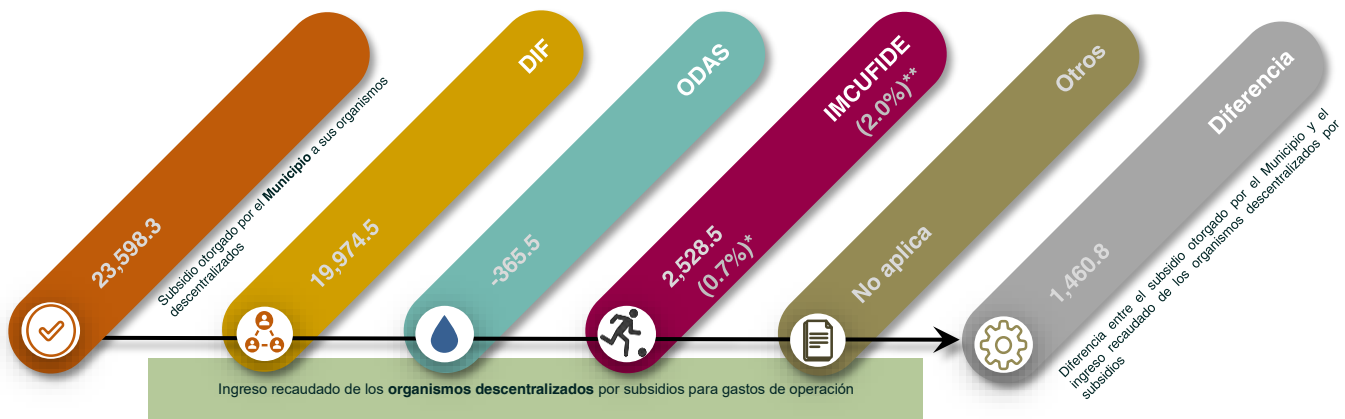 23,598.3
Subsidio otorgado por el Municipio a sus organismos
descentralizados
DIF
19,974.5
ODAS
-365.5
IMCUFIDE
(2.0%)**
2,528.5
(0.7%)*
Otros
No aplica
Diferencia
1,460.8
Diferencia entre el subsidio otorgado por el Municipio y el
ingreso recaudado de los organismos descentralizados por
subsidios
Ingreso recaudado de los organismos descentralizados por subsidios para gastos de operación